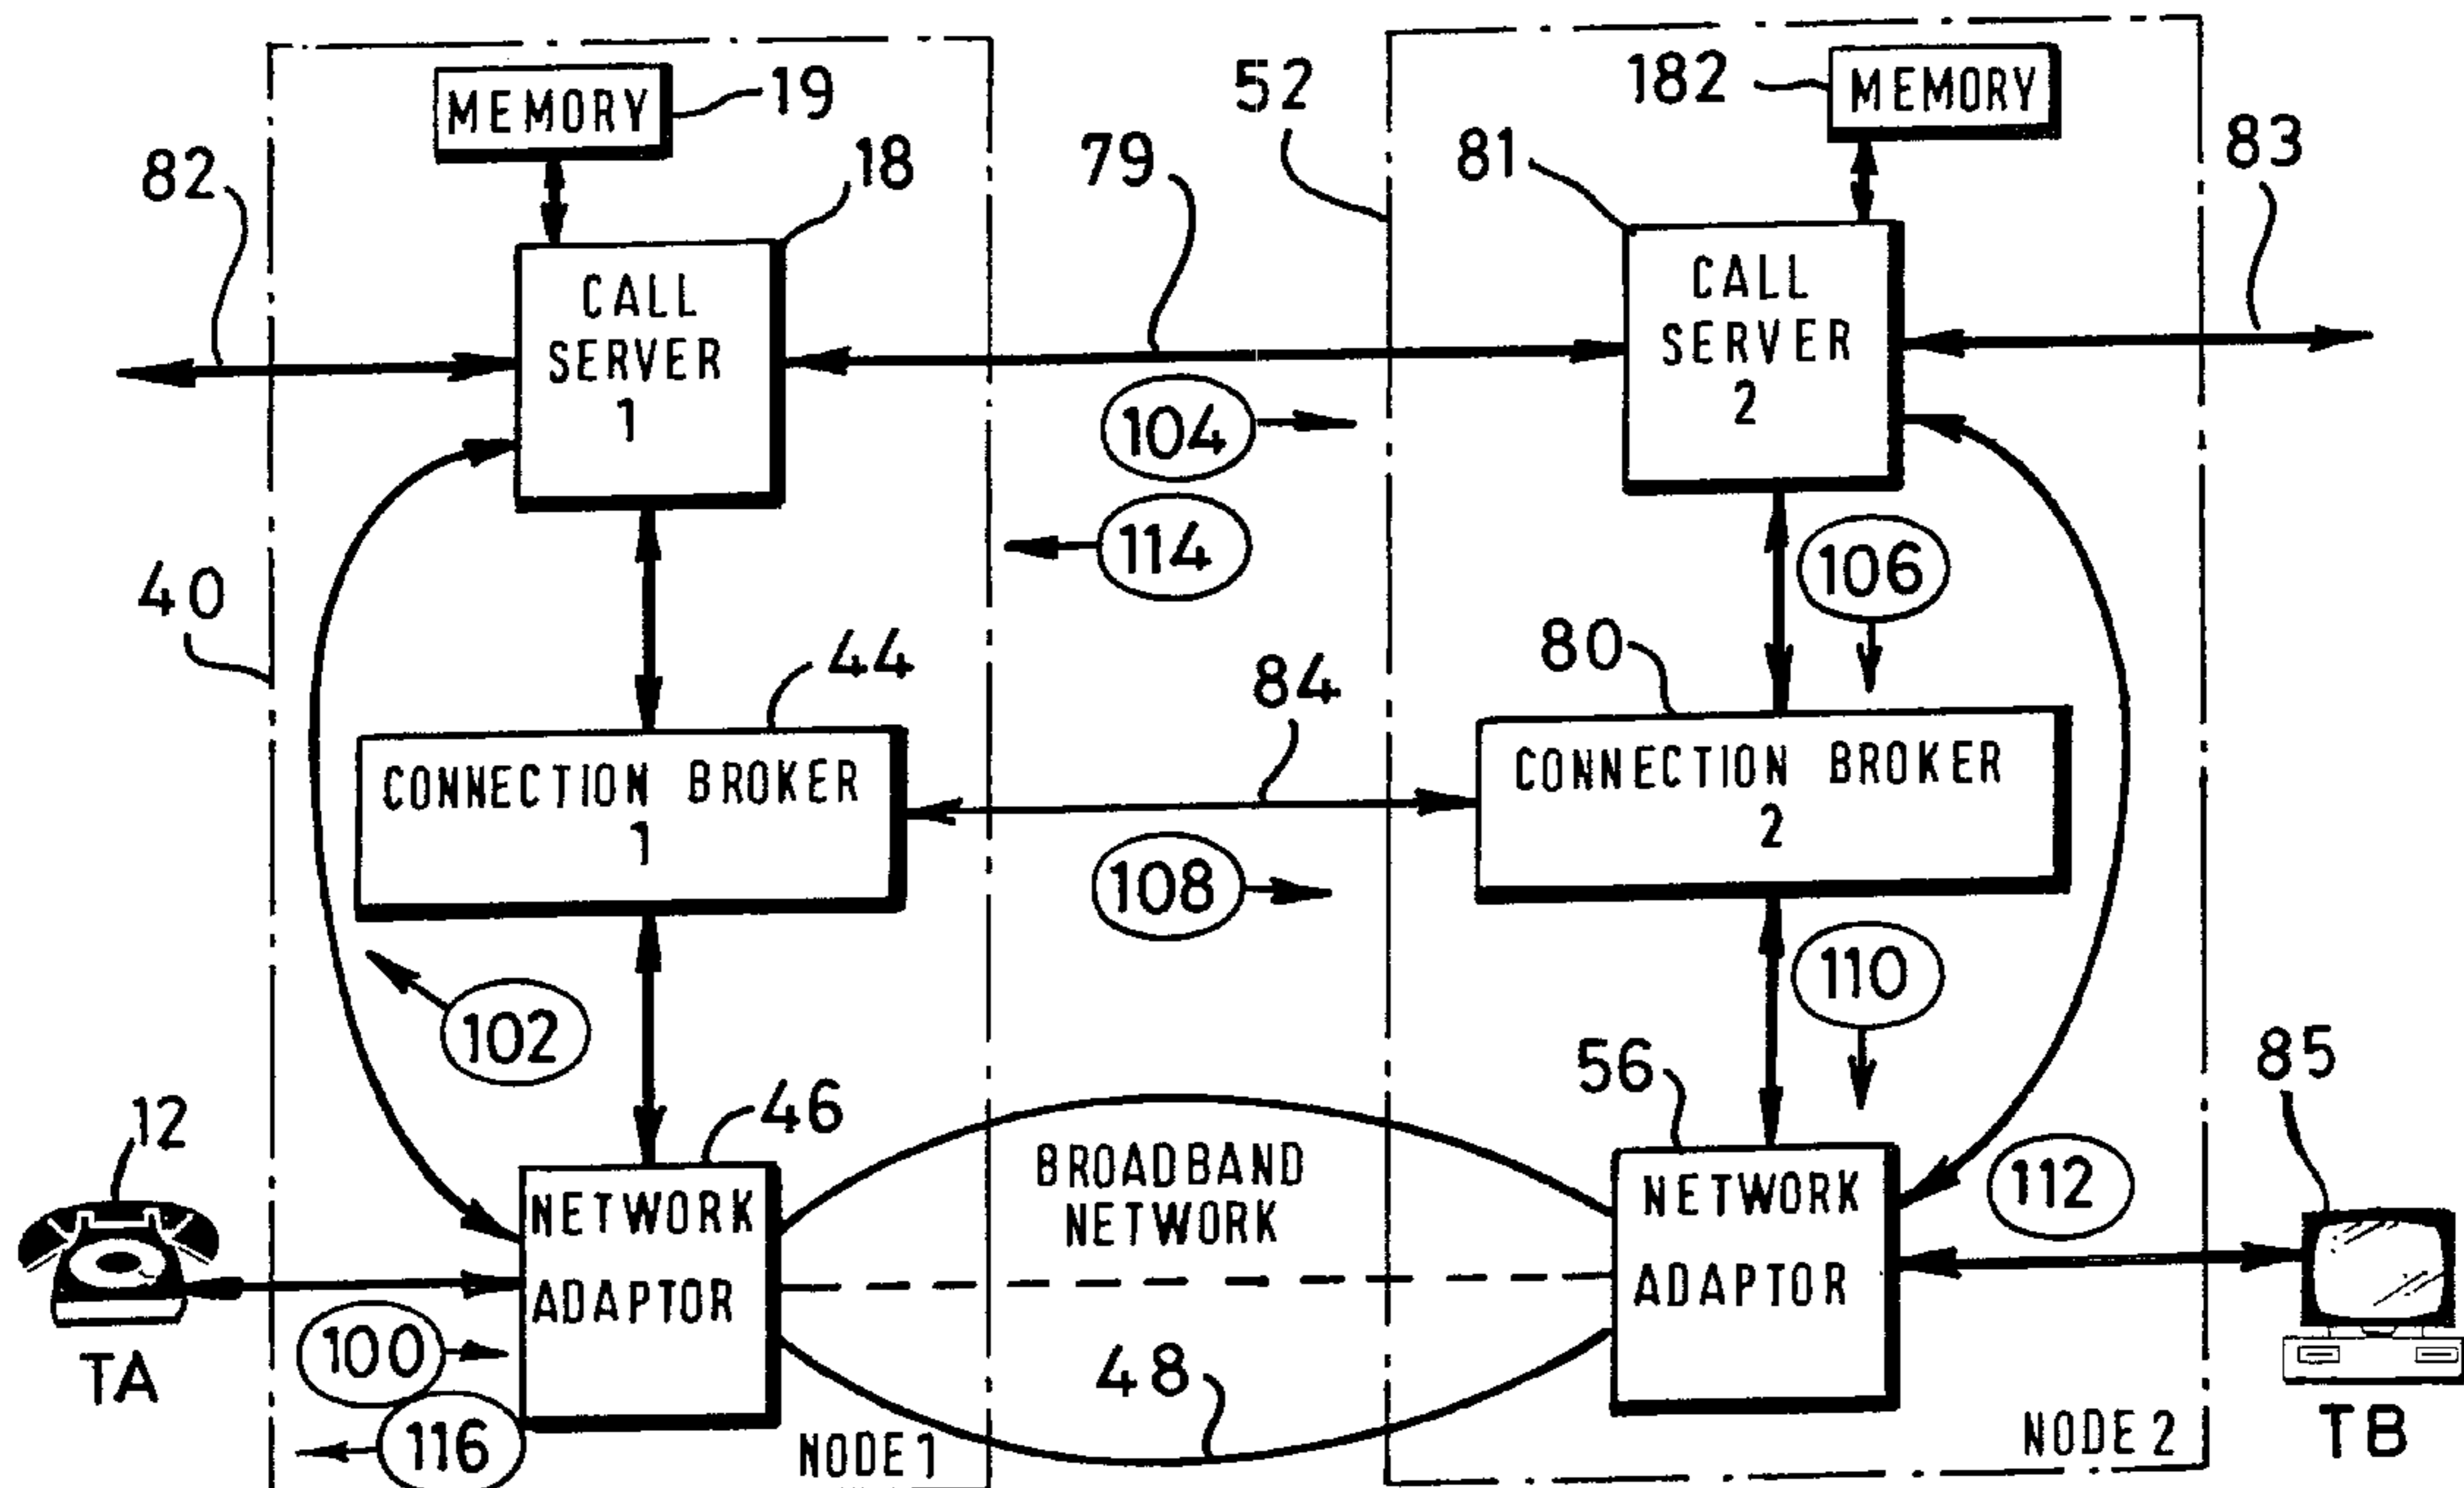 MEMORY
19
52
182
MEMORY
82
18
79
81
83
CALL
SERVER
1
CALL
SERVER
2
104
114
106
40
44
84
80
CONNECTION BROKER
1
CONNECTION BROKER
2
108
102
110
12
46
56
85
NETWORK
ADAPTOR
BROADBAND
NETWORK
NETWORK
ADAPTOR
112
TA
100
116
48
NODE 1
NODE 2
TB